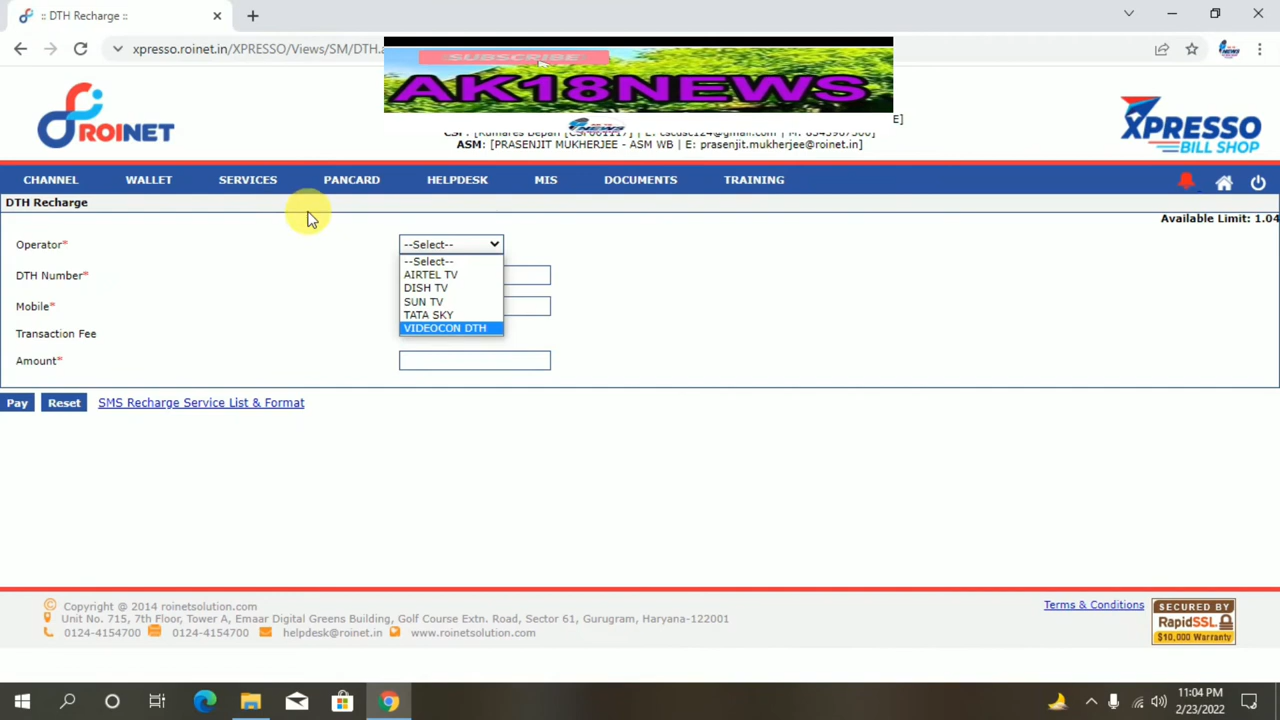 :: DTH Recharge ::
xpresso.roinet.in/XPRESSO/Views/SM/DTH.
SUBSCRIBE
AK18NEWS
NEWS
ROINET
XPRESSO
BILL SHOP
E]
ASM: [PRASENJIT MUKHERJEE - ASM WB | E: prasenjit.mukherjee@roinet.in]
CHANNEL WALLET SERVICES PANCARD HELPDESK MIS DOCUMENTS TRAINING
DTH Recharge
Available Limit: 1.04
Operator* --Select--
--Select--
AIRTEL TV
DTH Number*
DISH TV
SUN TV
Mobile*
TATA SKY
VIDEOCON DTH
Transaction Fee
Amount*
Pay Reset SMS Recharge Service List & Format
Copyright @ 2014 roinetsolution.com
Unit No. 715, 7th Floor, Tower A, Emaar Digital Greens Building, Golf Course Extn. Road, Sector 61, Gurugram, Haryana-122001
0124-4154700 0124-4154700 helpdesk@roinet.in www.roinetsolution.com
Terms & Conditions
SECURED BY
RapidSSL
$10,000 Warranty
11:04 PM
2/23/2022